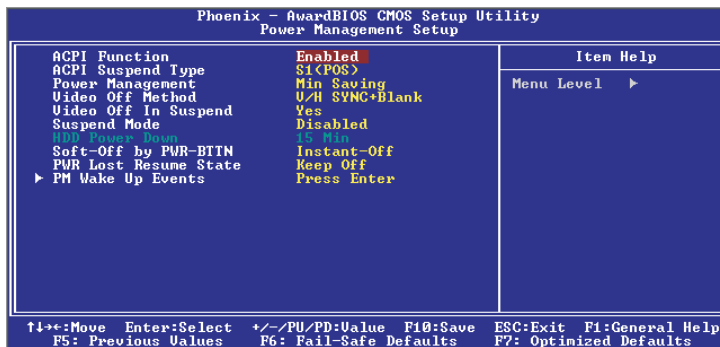 Phoenix - AwardBIOS CMOS Setup Utility
Power Management Setup
ACPI Function Enabled
ACPI Suspend Type S1(POS)
Power Management Min Saving
Video Off Method V/H SYNC+Blank
Video Off In Suspend Yes
Suspend Mode Disabled
HDD Power Down 15 Min
Soft-Off by PWR-BTTN Instant-Off
PWR Lost Resume State Keep Off
▶ PM Wake Up Events Press Enter
Item Help
Menu Level ▶
↑↓→←:Move Enter:Select +/-/PU/PD:Value F10:Save ESC:Exit F1:General Help
F5: Previous Values F6: Fail-Safe Defaults F7: Optimized Defaults